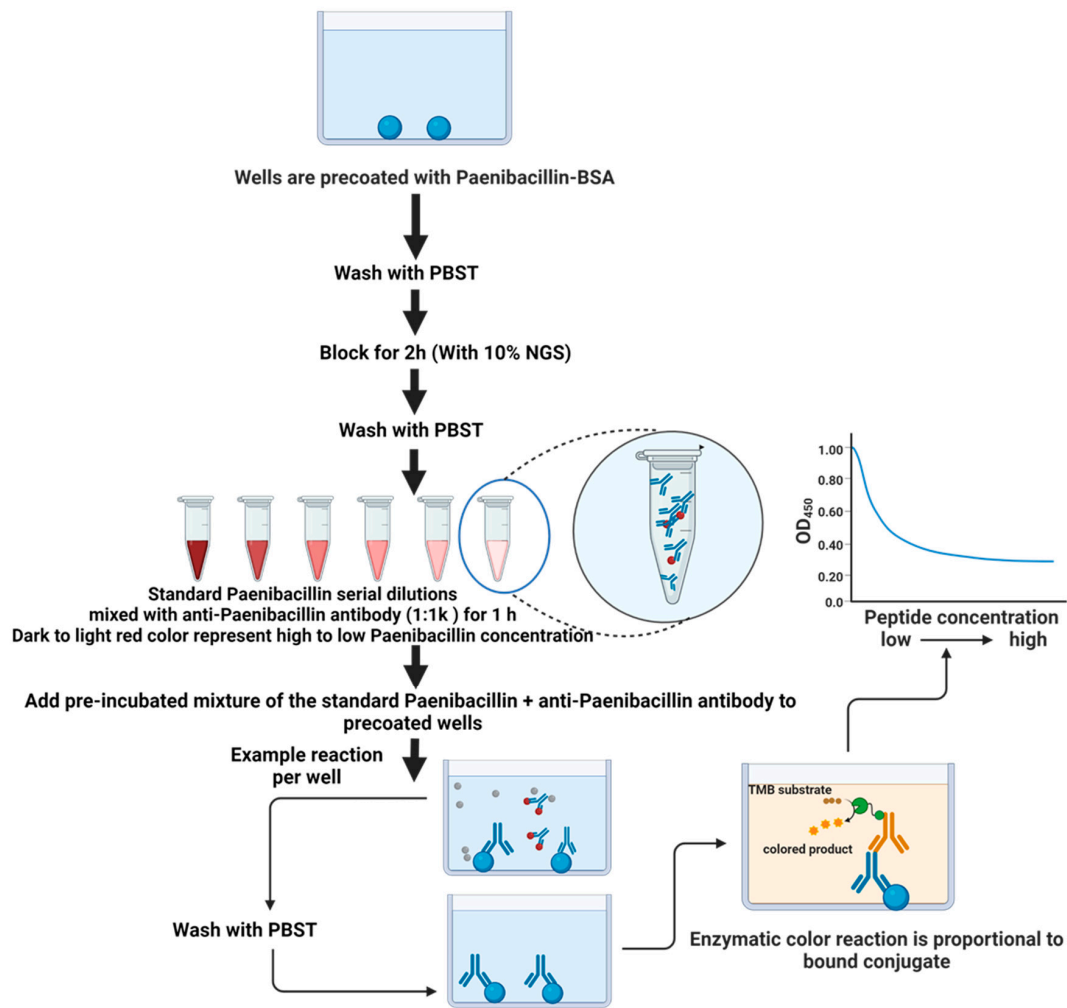 Wells are precoated with Paenibacillin-BSA
Wash with PBST
Block for 2h (With 10% NGS)
Wash with PBST
Standard Paenibacillin serial dilutions
mixed with anti-Paenibacillin antibody (1:1k ) for 1 h
Dark to light red color represent high to low Paenibacillin concentration
Add pre-incubated mixture of the standard Paenibacillin + anti-Paenibacillin antibody to
precoated wells
Example reaction
per well
Wash with PBST
TMB substrate
colored product
Enzymatic color reaction is proportional to
bound conjugate
OD450
1.00
0.80
0.60
0.40
0.20
0.0
Peptide concentration
low high